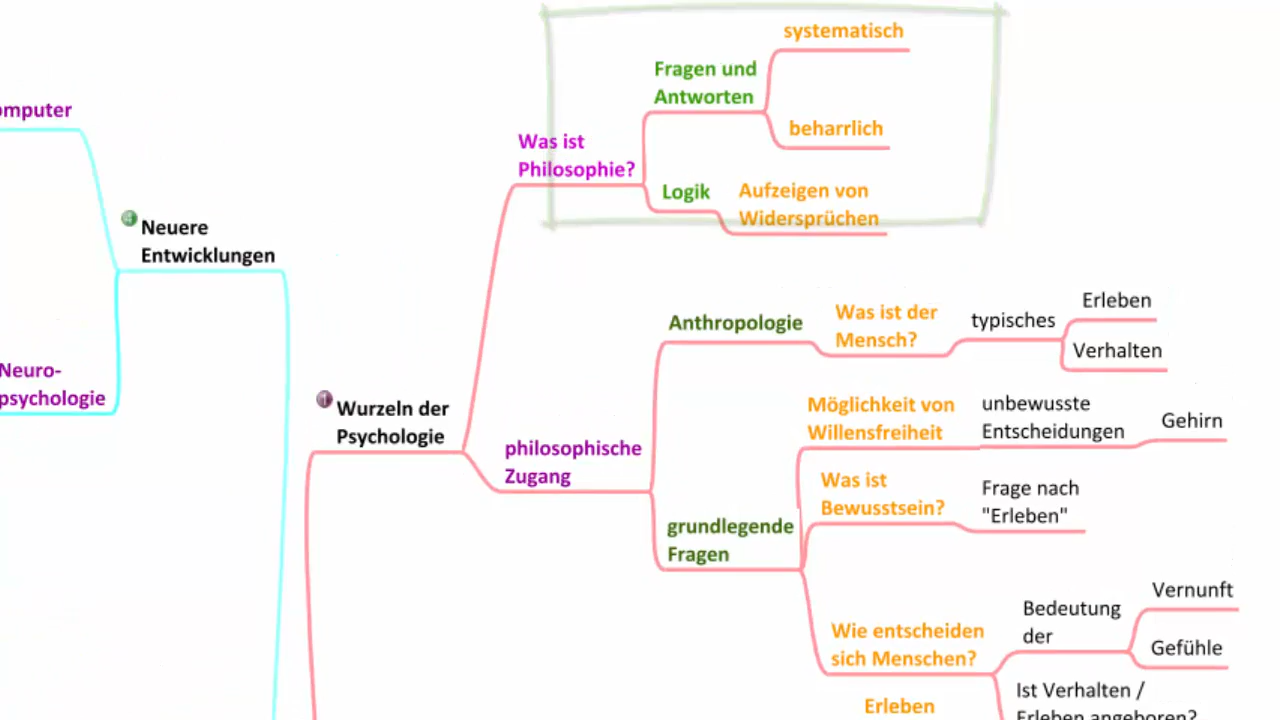 omputer
Neuere
Entwicklungen
Neuro-
psychologie
Wurzeln der
Psychologie
Was ist
Philosophie?
Fragen und
Antworten
systematisch
beharrlich
Logik
Aufzeigen von
Widersprüchen
philosophische
Zugang
Anthropologie
Was ist der
Mensch?
typisches
Erleben
Verhalten
grundlegende
Fragen
Möglichkeit von
Willensfreiheit
unbewusste
Entscheidungen
Gehirn
Was ist
Bewusstsein?
Frage nach
"Erleben"
Wie entscheiden
sich Menschen?
Bedeutung
der
Vernunft
Gefühle
Ist Verhalten /
Erleben angeboren?
Erleben